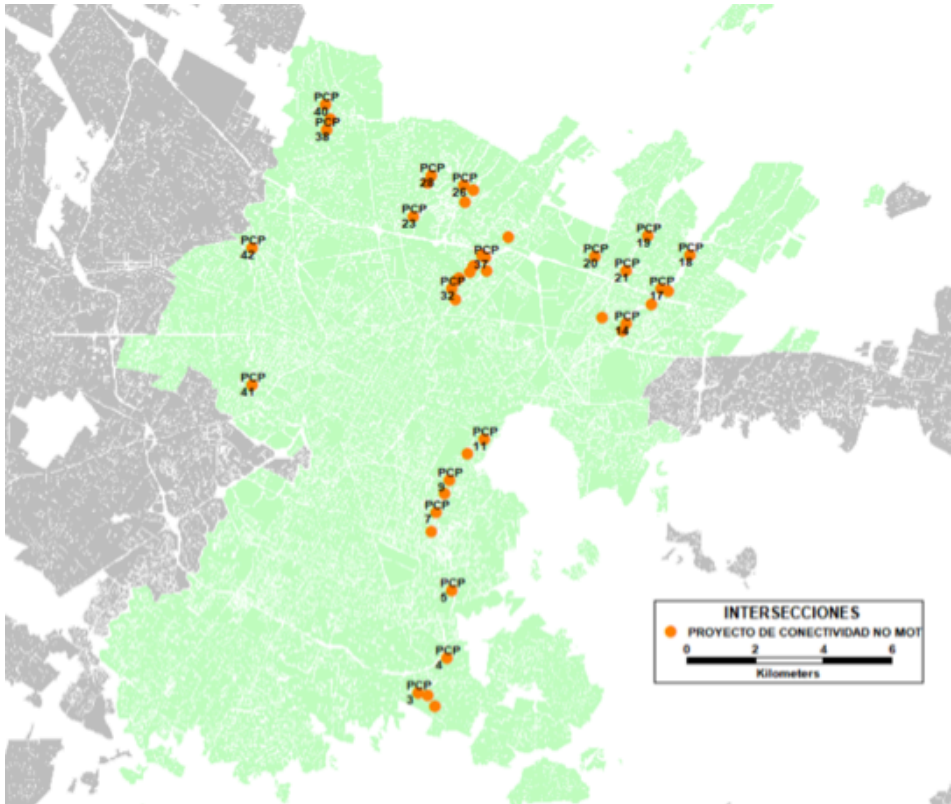 PCP
40
PCP
38
PCP
28
PCP
26
PCP
23
PCP
42
PCP
19
PCP
18
PCP
20
PCP
21
PCP
37
PCP
32
PCP
17
PCP
14
PCP
41
PCP
11
PCP
9
PCP
7
PCP
5
PCP
4
PCP
3
INTERSECCIONES
PROYECTO DE CONECTIVIDAD NO MOT
0 2 4 6
Kilometers